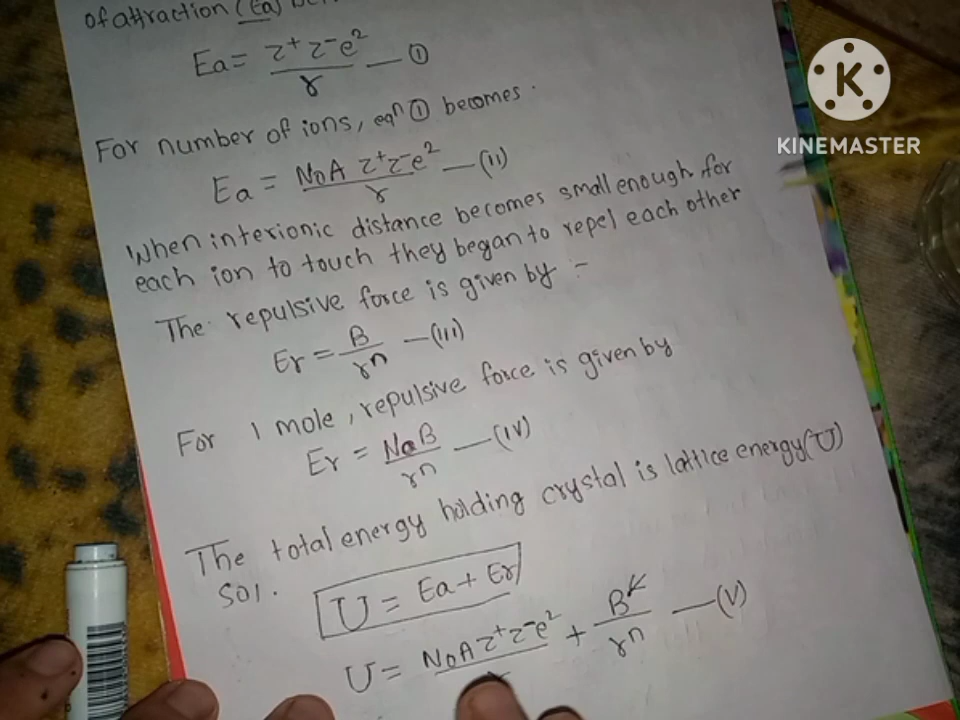 of attraction (Ea)
Ea = z⁺z⁻e² / r — ①
For number of ions, eqⁿ ① becomes.
Ea = N₀A z⁺z⁻e² / r — (II)
When interionic distance becomes small enough for
each ion to touch they began to repel each other
The repulsive force is given by :-
Er = B / rⁿ — (III)
For 1 mole, repulsive force is given by
Er = N₀B / rⁿ — (IV)
The total energy holding crystal is lattice energy(U)
SOl.
U = Ea + Er
U = N₀A z⁺z⁻e² / r + B / rⁿ — (V)
K
KINEMASTER